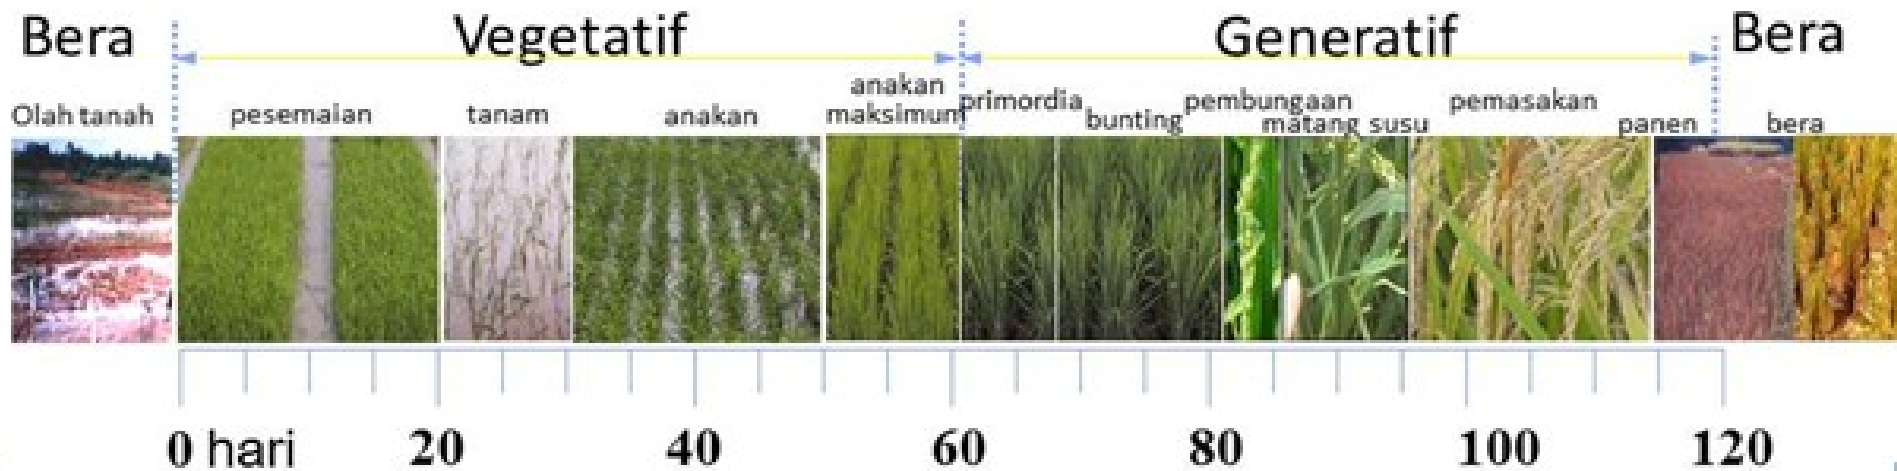 Bera
Vegetatif
Generatif
Bera
Olah tanah
pesemaian
tanam
anakan
anakan
maksimum
primordia
bunting
pembungaan
matang susu
pemasakan
panen
bera
0 hari
20
40
60
80
100
120